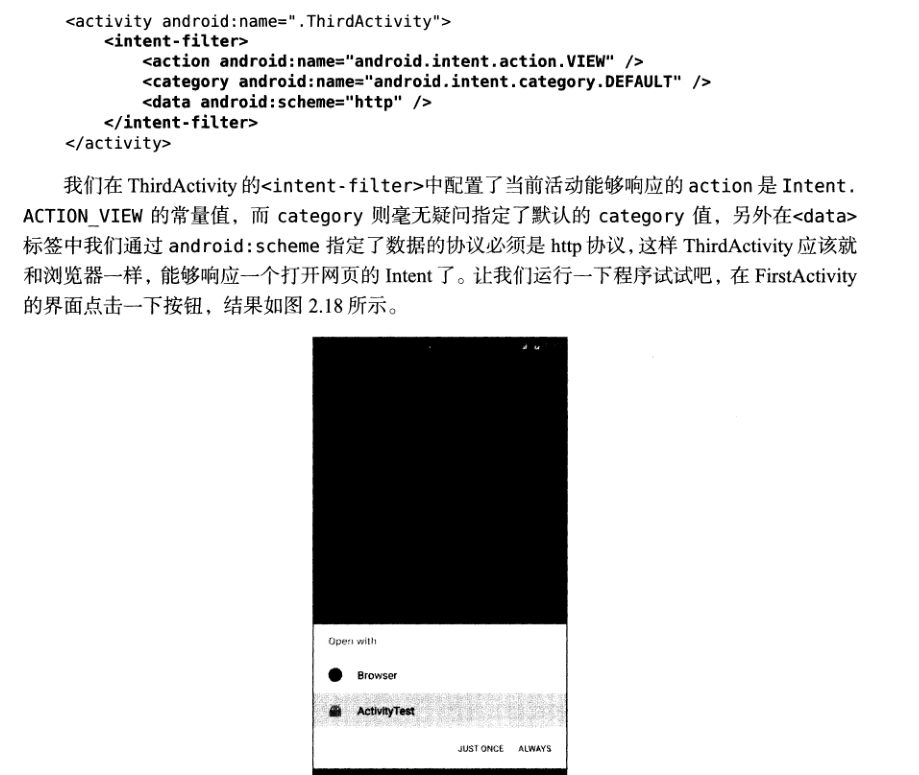 <activity android:name=".ThirdActivity">
<intent-filter>
<action android:name="android.intent.action.VIEW" />
<category android:name="android.intent.category.DEFAULT" />
<data android:scheme="http" />
</intent-filter>
</activity>
我们在 ThirdActivity 的<intent-filter>中配置了当前活动能够响应的 action 是 Intent.
ACTION_VIEW 的常量值，而 category 则毫无疑问指定了默认的 category 值，另外在<data>
标签中我们通过 android:scheme 指定了数据的协议必须是 http 协议，这样 ThirdActivity 应该就
和浏览器一样，能够响应一个打开网页的 Intent 了。让我们运行一下程序试试吧，在 FirstActivity
的界面点击一下按钮，结果如图 2.18 所示。
Open with
Browser
ActivityTest
JUST ONCE ALWAYS